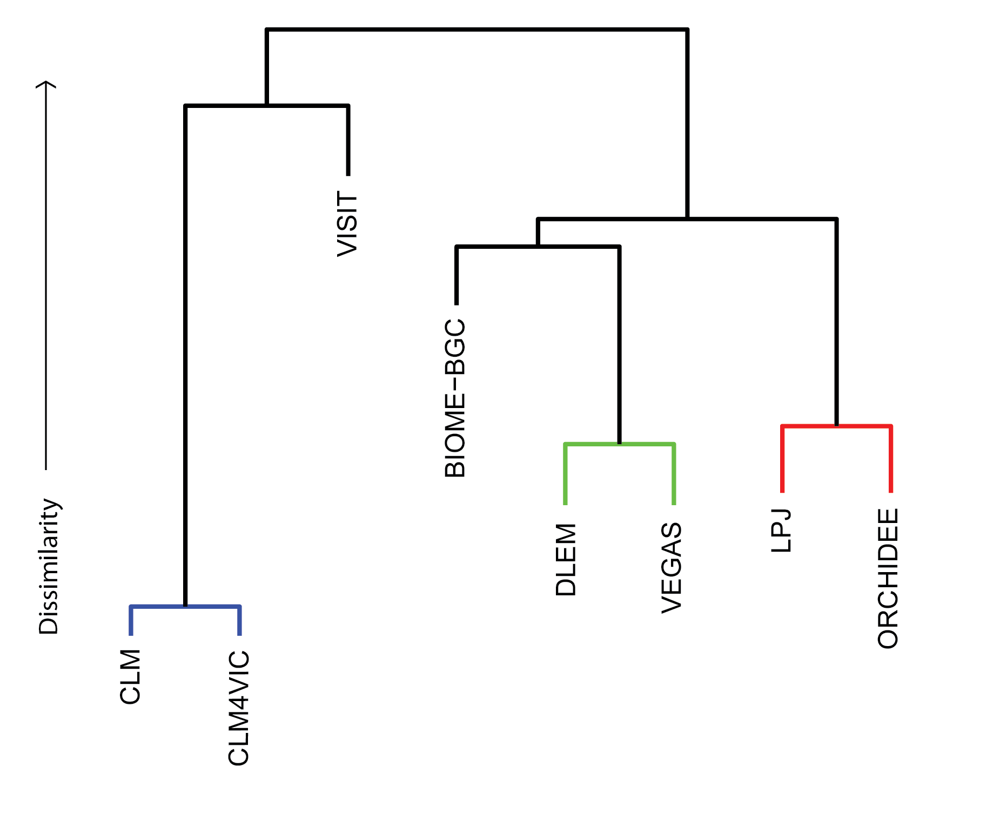 Dissimilarity
CLM
CLM4VIC
VISIT
BIOME−BGC
DLEM
VEGAS
LPJ
ORCHIDEE